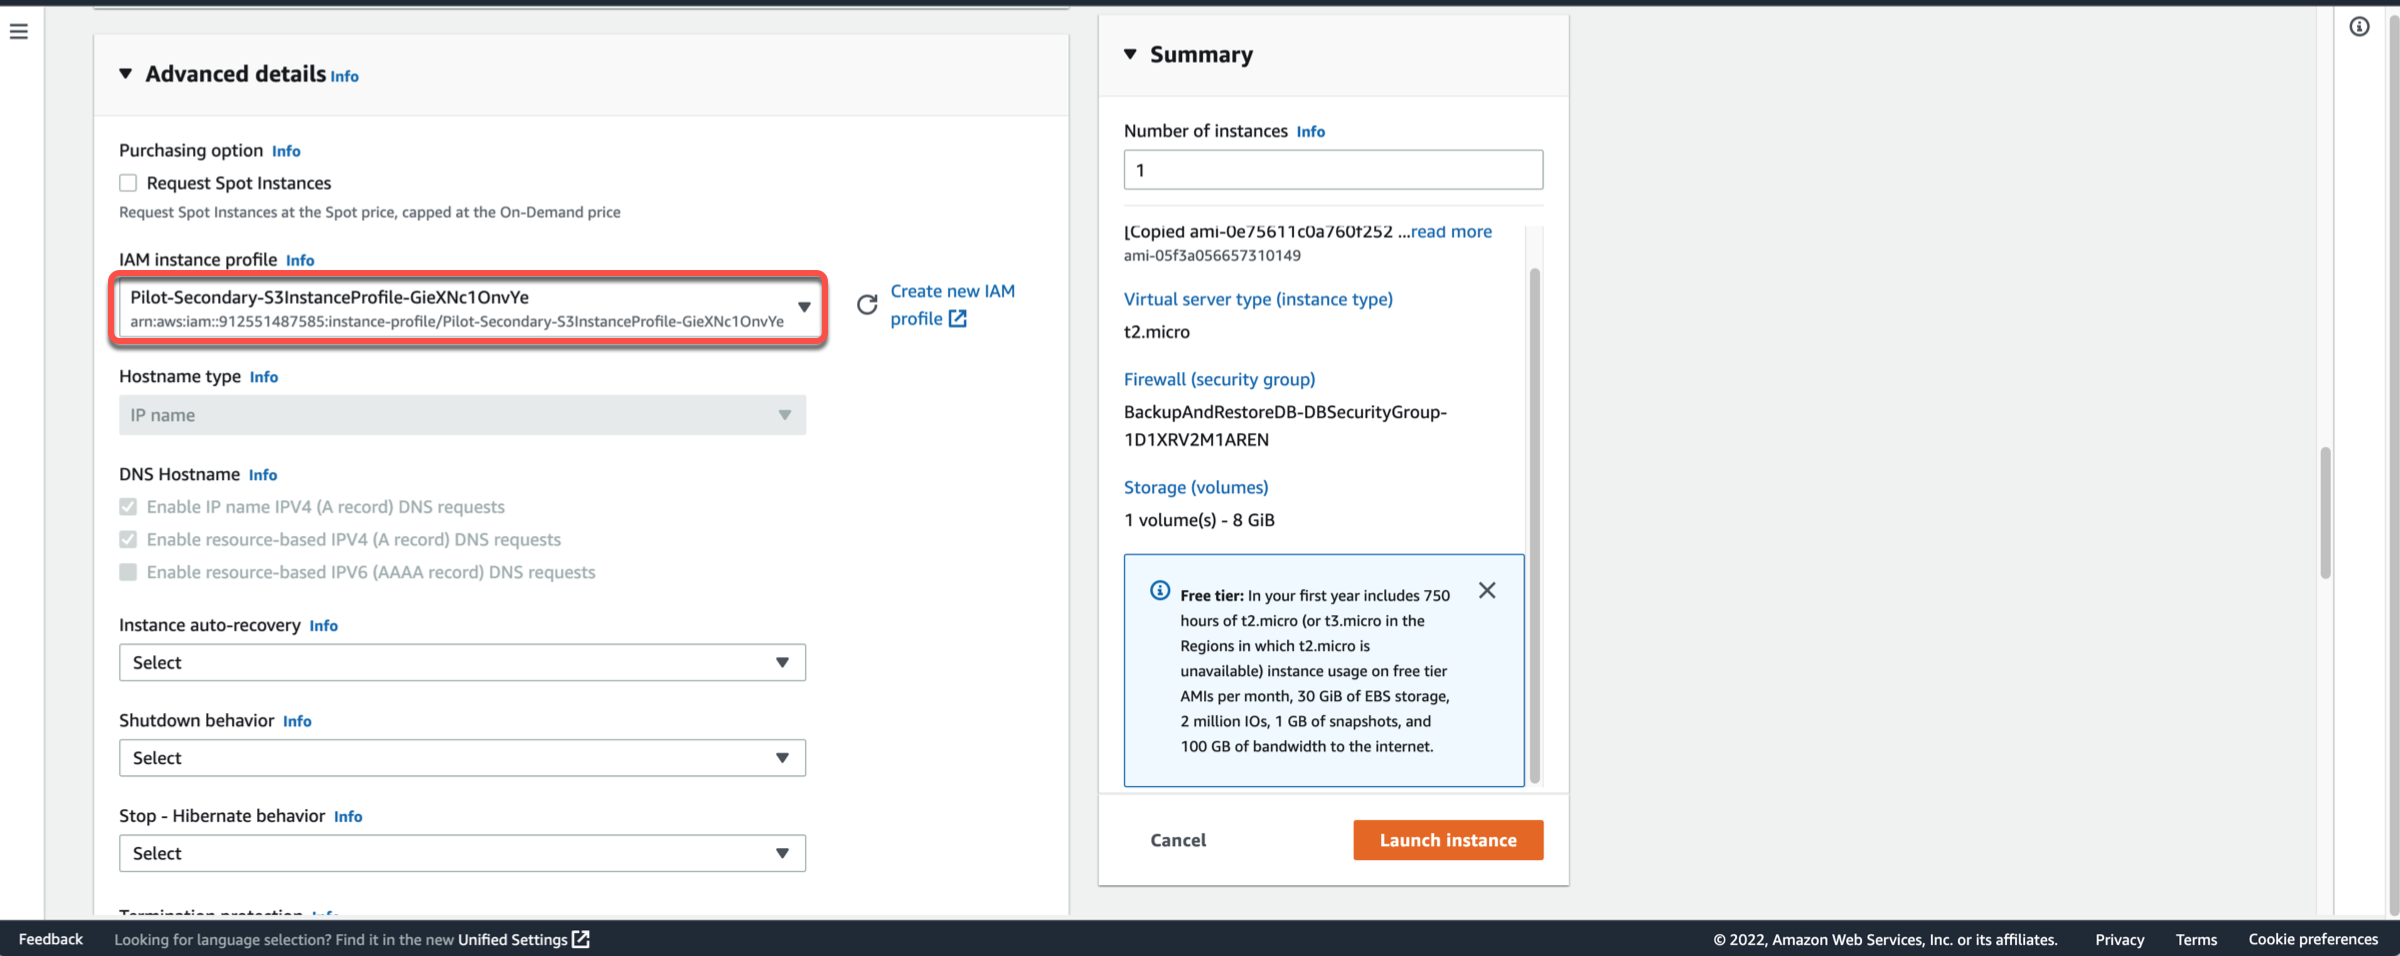 Advanced details Info
Purchasing option Info
Request Spot Instances
Request Spot Instances at the Spot price, capped at the On-Demand price
IAM instance profile Info
Pilot-Secondary-S3InstanceProfile-GieXNc1OnvYe
arn:aws:iam::912551487585:instance-profile/Pilot-Secondary-S3InstanceProfile-GieXNc1OnvYe
Create new IAM
profile
Hostname type Info
IP name
DNS Hostname Info
Enable IP name IPV4 (A record) DNS requests
Enable resource-based IPV4 (A record) DNS requests
Enable resource-based IPV6 (AAAA record) DNS requests
Instance auto-recovery Info
Select
Shutdown behavior Info
Select
Stop - Hibernate behavior Info
Select
Termination protection Info
Summary
Number of instances Info
1
[Copied ami-0e75611c0a760f252 ...read more
ami-05f3a056657310149
Virtual server type (instance type)
t2.micro
Firewall (security group)
BackupAndRestoreDB-DBSecurityGroup-
1D1XRV2M1AREN
Storage (volumes)
1 volume(s) - 8 GiB
Free tier: In your first year includes 750
hours of t2.micro (or t3.micro in the
Regions in which t2.micro is
unavailable) instance usage on free tier
AMIs per month, 30 GiB of EBS storage,
2 million IOs, 1 GB of snapshots, and
100 GB of bandwidth to the internet.
Cancel
Launch instance
Feedback
Looking for language selection? Find it in the new Unified Settings
© 2022, Amazon Web Services, Inc. or its affiliates.
Privacy
Terms
Cookie preferences